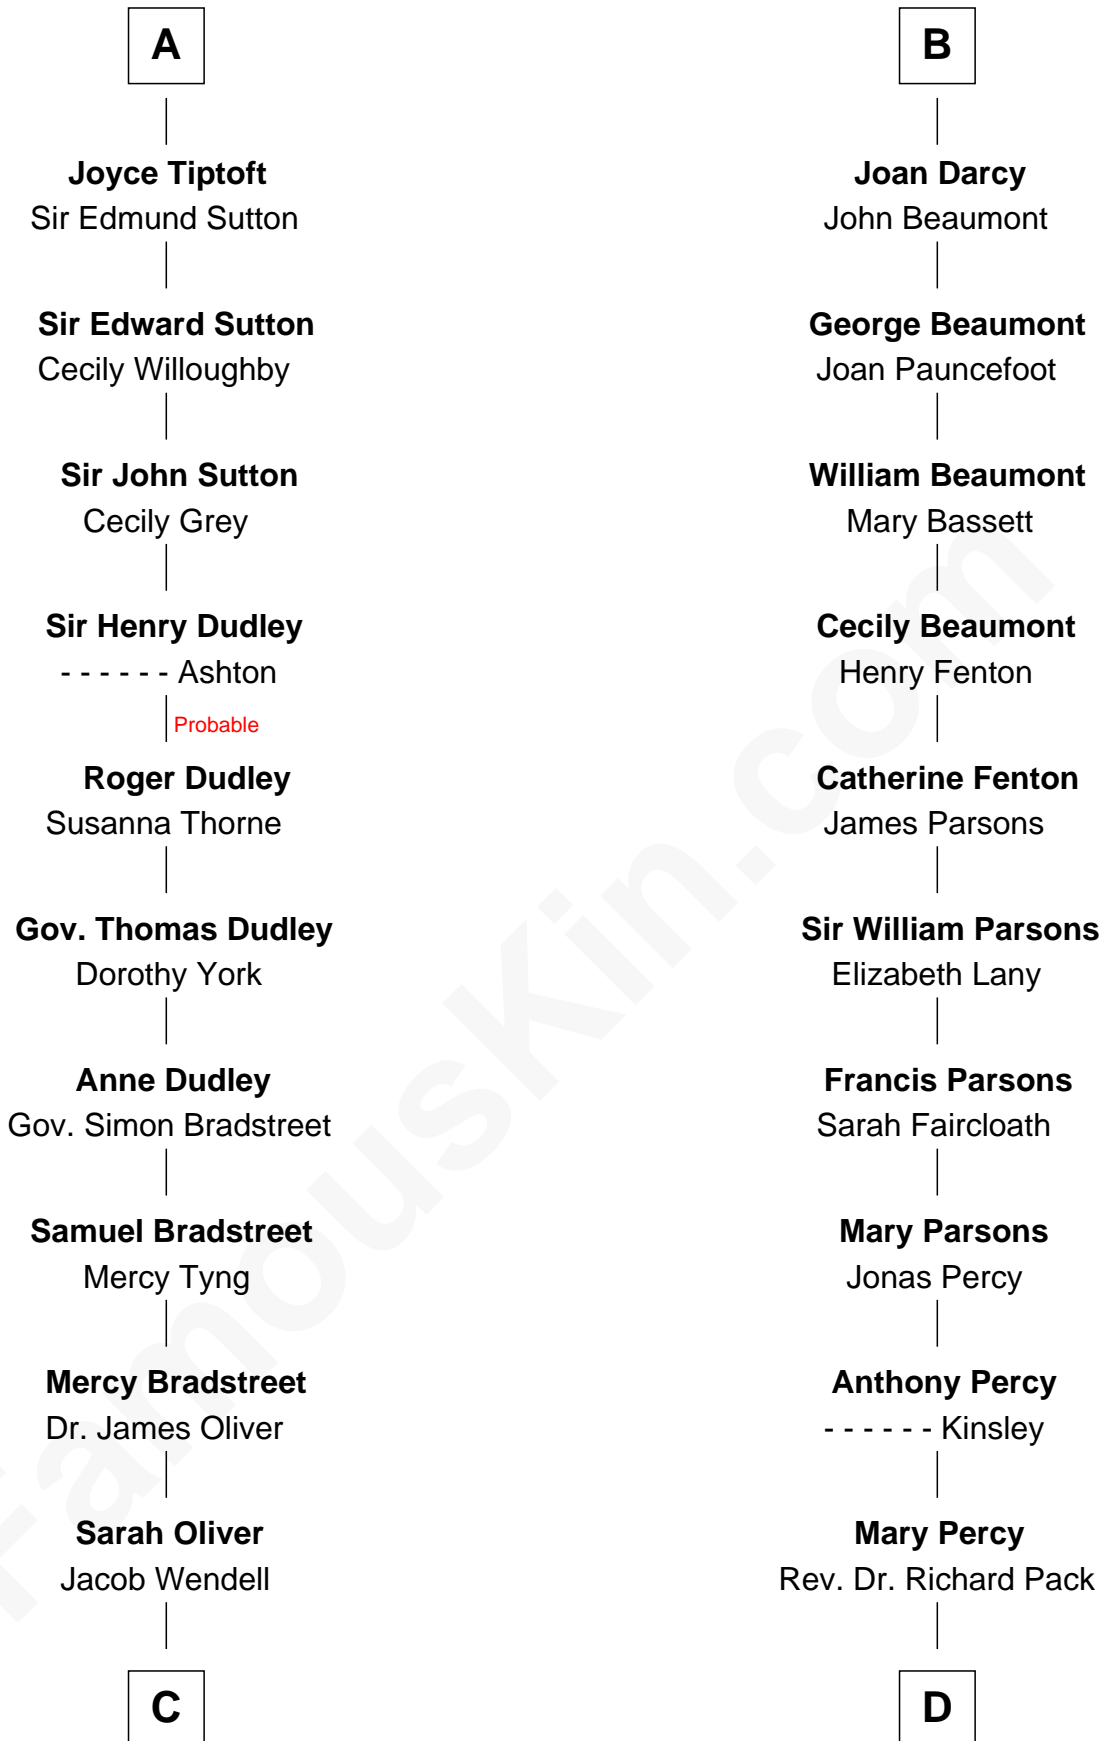 A
Joyce Tiptoft
Sir Edmund Sutton
Sir Edward Sutton
Cecily Willoughby
Sir John Sutton
Cecily Grey
Sir Henry Dudley
- - - - - - Ashton
Probable
Roger Dudley
Susanna Thorne
Gov. Thomas Dudley
Dorothy York
Anne Dudley
Gov. Simon Bradstreet
Samuel Bradstreet
Mercy Tyng
Mercy Bradstreet
Dr. James Oliver
Sarah Oliver
Jacob Wendell
C
B
Joan Darcy
John Beaumont
George Beaumont
Joan Pauncefoot
William Beaumont
Mary Bassett
Cecily Beaumont
Henry Fenton
Catherine Fenton
James Parsons
Sir William Parsons
Elizabeth Lany
Francis Parsons
Sarah Faircloath
Mary Parsons
Jonas Percy
Anthony Percy
- - - - - - Kinsley
Mary Percy
Rev. Dr. Richard Pack
D
FamousKin.com